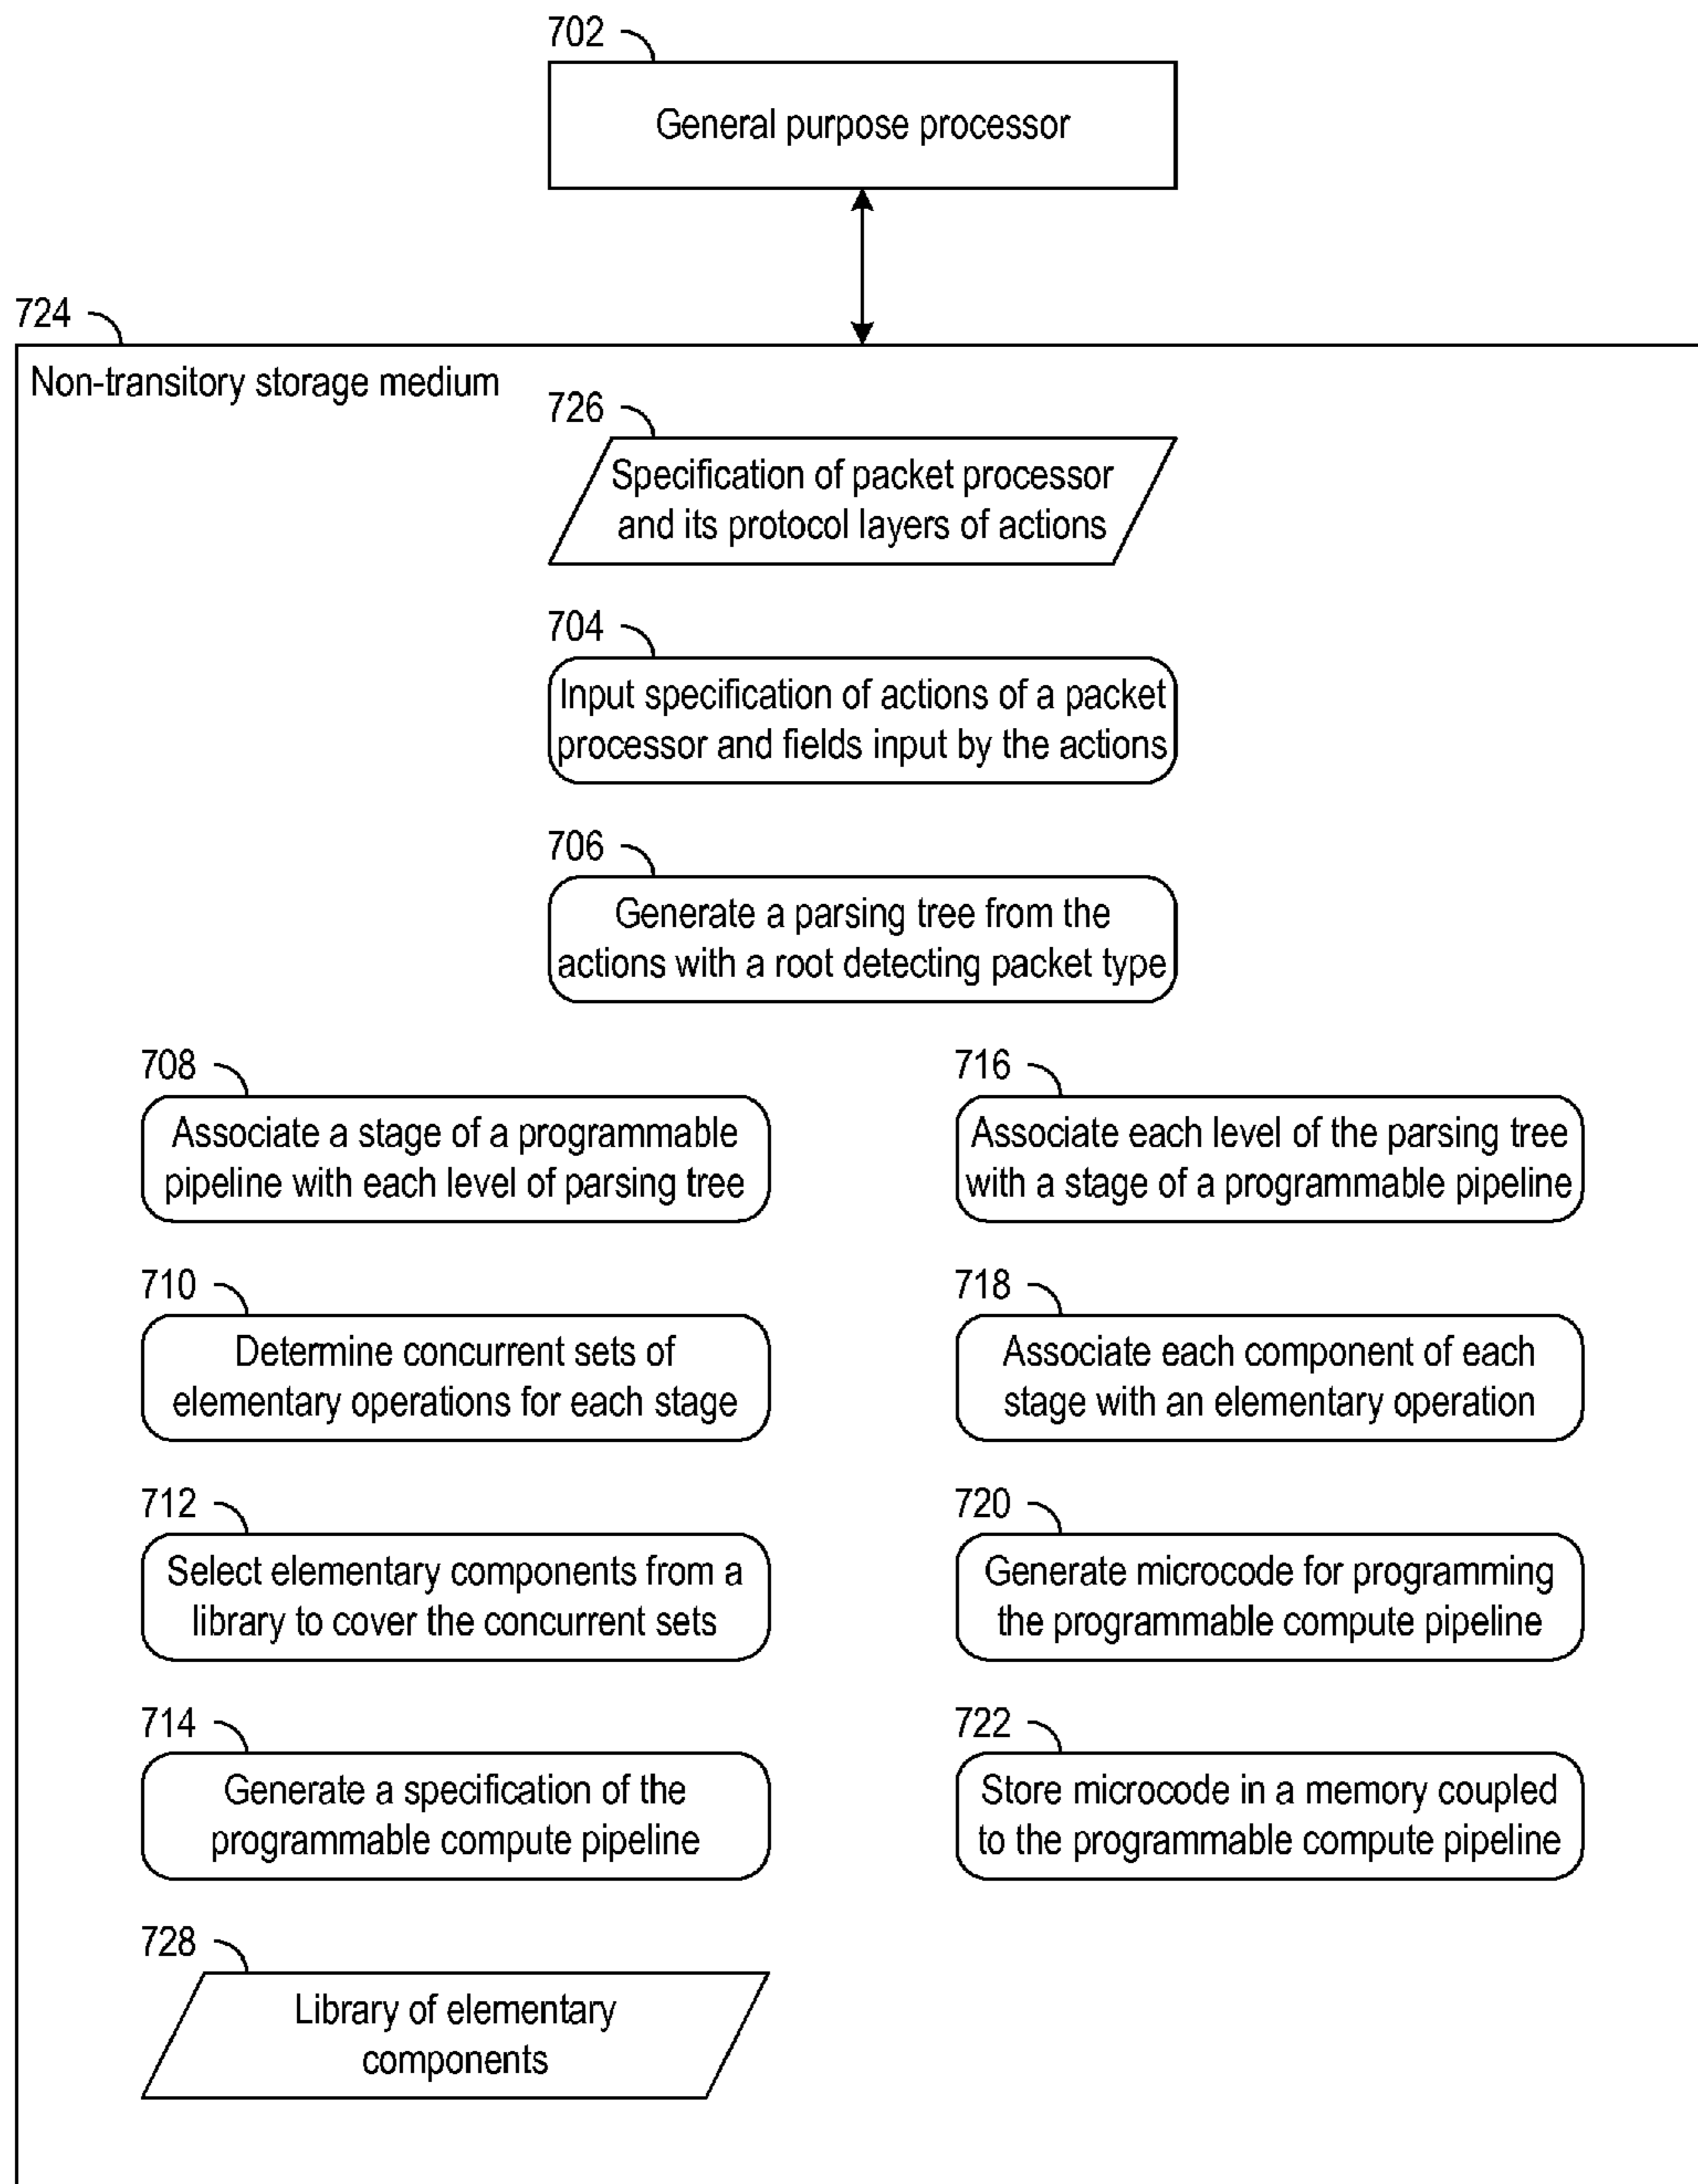 702
General purpose processor
724
Non-transitory storage medium
726
Specification of packet processor
and its protocol layers of actions
704
Input specification of actions of a packet
processor and fields input by the actions
706
Generate a parsing tree from the
actions with a root detecting packet type
708
Associate a stage of a programmable
pipeline with each level of parsing tree
716
Associate each level of the parsing tree
with a stage of a programmable pipeline
710
Determine concurrent sets of
elementary operations for each stage
718
Associate each component of each
stage with an elementary operation
712
Select elementary components from a
library to cover the concurrent sets
720
Generate microcode for programming
the programmable compute pipeline
714
Generate a specification of the
programmable compute pipeline
722
Store microcode in a memory coupled
to the programmable compute pipeline
728
Library of elementary
components